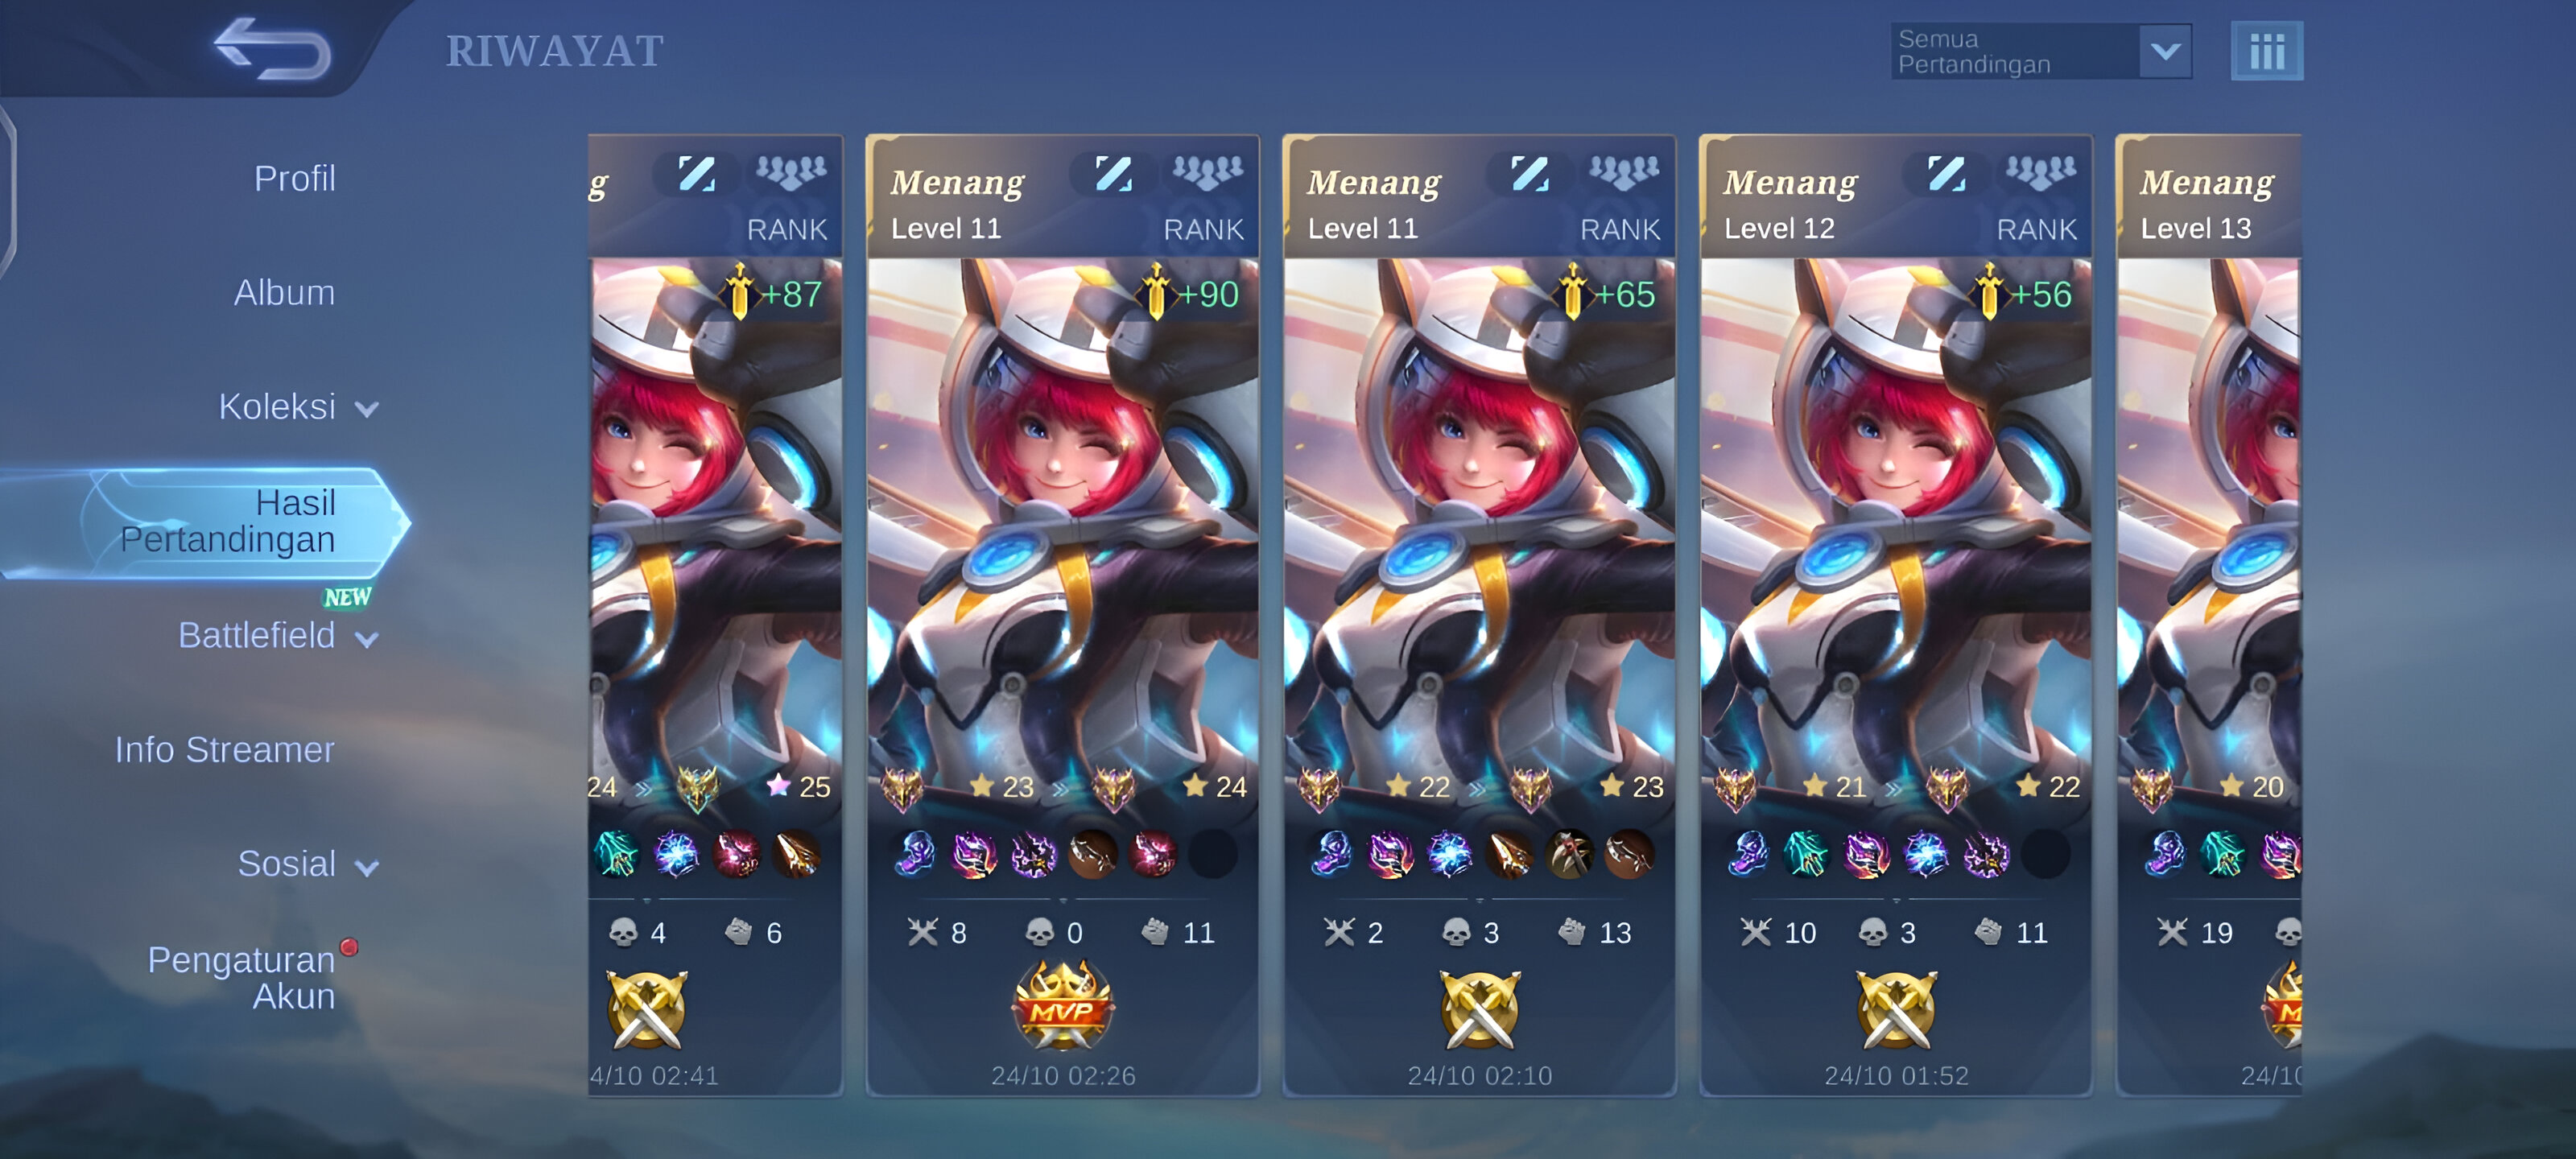 RIWAYAT
Semua
Pertandingan
Profil
Album
Koleksi
Hasil
Pertandingan
NEW
Battlefield
Info Streamer
Sosial
Pengaturan
Akun
g
RANK
+87
24
25
4
6
4/10 02:41
Menang
Level 11
RANK
+90
23
24
8
0
11
MVP
24/10 02:26
Menang
Level 11
RANK
+65
22
23
2
3
13
24/10 02:10
Menang
Level 12
RANK
+56
21
22
10
3
11
24/10 01:52
Menang
Level 13
20
19
M
24/10